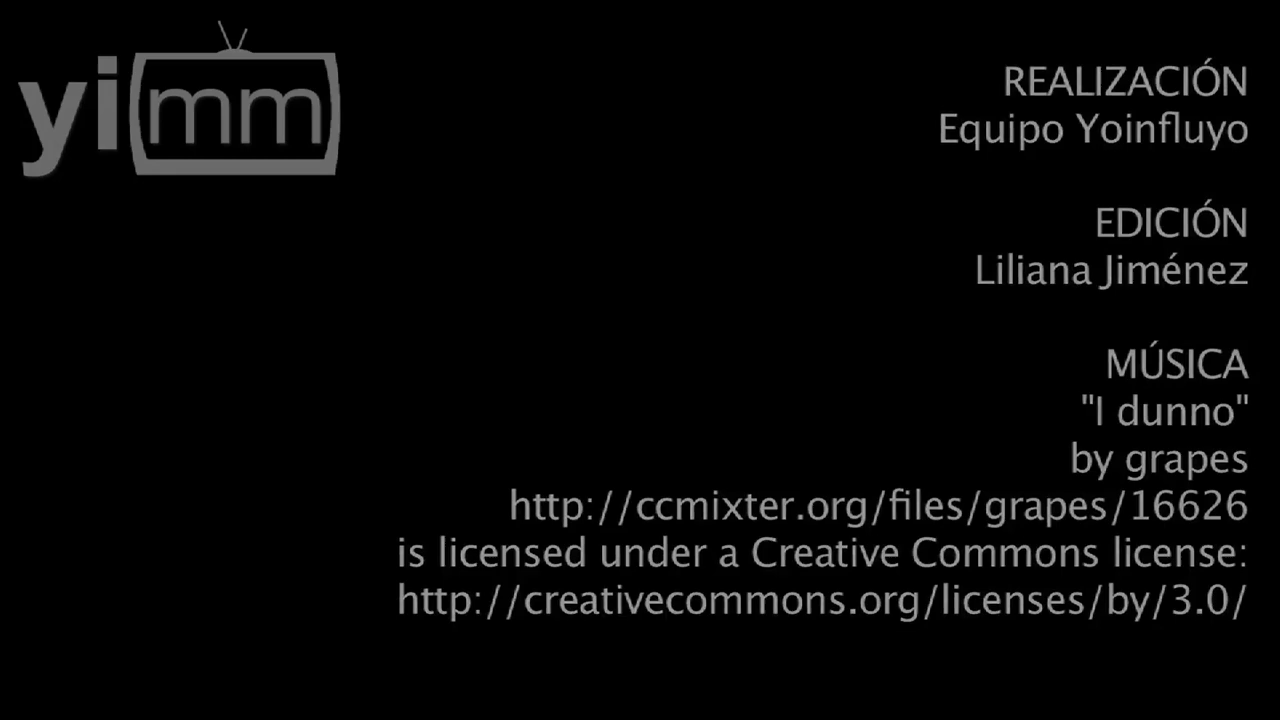 yimm
REALIZACIÓN
Equipo Yoinfluyo
EDICIÓN
Liliana Jiménez
MÚSICA
"I dunno"
by grapes
http://ccmixter.org/files/grapes/16626
is licensed under a Creative Commons license:
http://creativecommons.org/licenses/by/3.0/